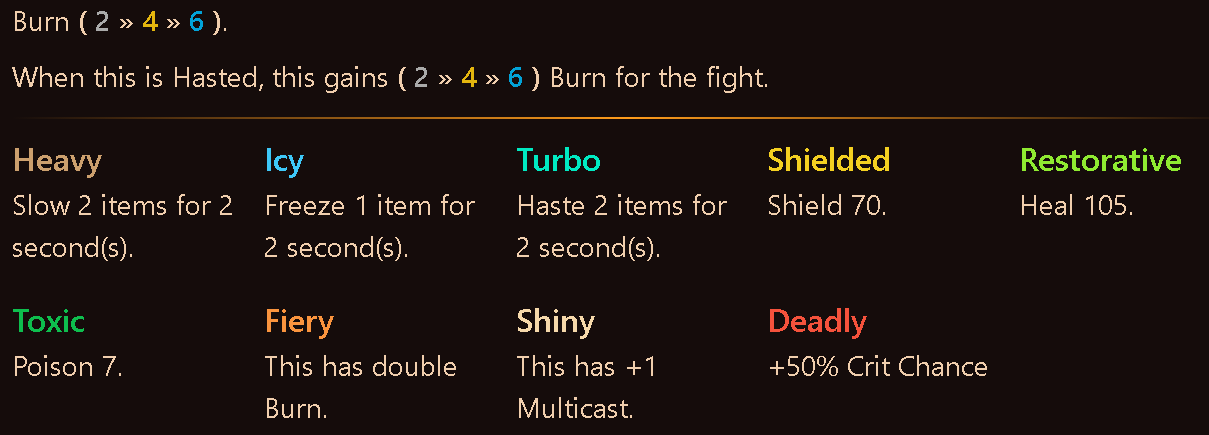 Burn ( 2 » 4 » 6 ).
When this is Hasted, this gains ( 2 » 4 » 6 ) Burn for the fight.
Heavy
Slow 2 items for 2
second(s).
Icy
Freeze 1 item for
2 second(s).
Turbo
Haste 2 items for
2 second(s).
Shielded
Shield 70.
Restorative
Heal 105.
Toxic
Poison 7.
Fiery
This has double
Burn.
Shiny
This has +1
Multicast.
Deadly
+50% Crit Chance